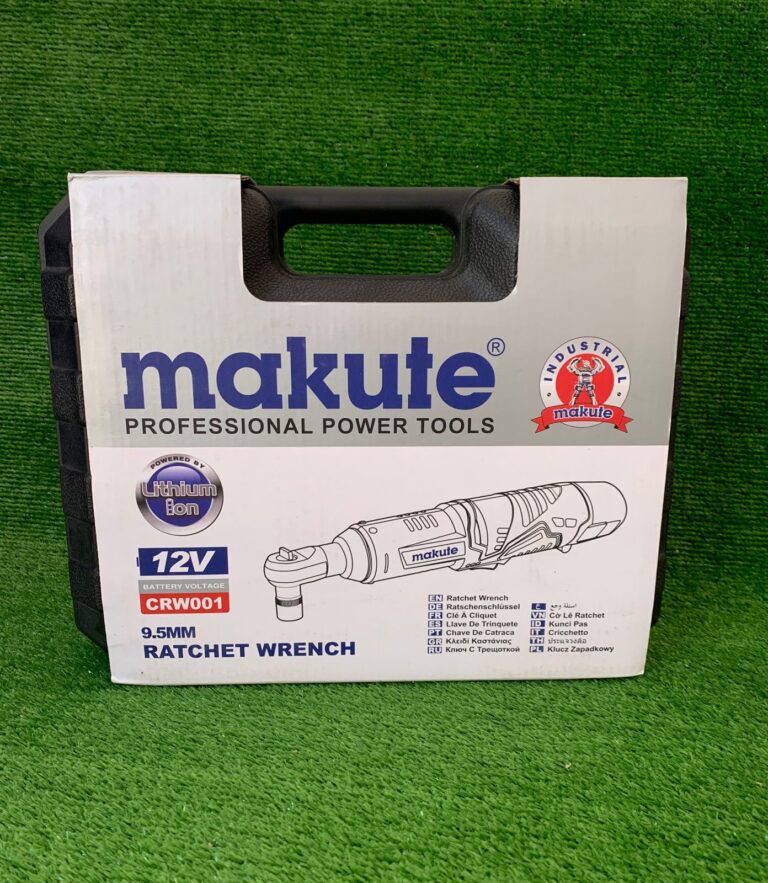 makute®
PROFESSIONAL POWER TOOLS
INDUSTRIAL
makute
POWERED BY
Lithium
ion
12V
BATTERY VOLTAGE
CRW001
9.5MM
RATCHET WRENCH
makute
EN Ratchet Wrench
DE Ratschenschlüssel
FR Clé À Cliquet
ES Llave De Trinquete
PT Chave De Catraca
GR Κλειδί Καστάνιας
RU Ключ С Трещоткой
VN Cờ Lê Ratchet
ID Kunci Pas
IT Cricchetto
TH
PL Klucz Zapadkowy